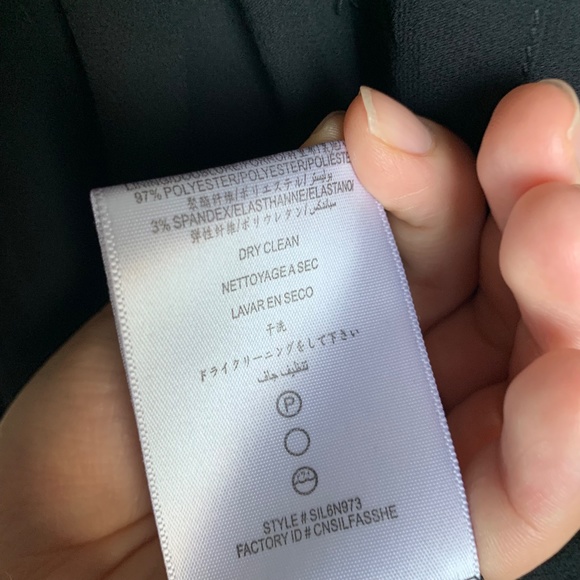 97% POLYESTER/POLYESTER/POLIÉSTE
聚酯纤维/ポリエステル/بوليستر
3% SPANDEX/ELASTHANNE/ELASTANO/
弹性纤维/ポリウレタン/سباندكس
DRY CLEAN
NETTOYAGE A SEC
LAVAR EN SECO
干洗
ドライクリーニングをして下さい
تنظيف جاف
P
STYLE # SIL6N973
FACTORY ID # CNSILFASSHE